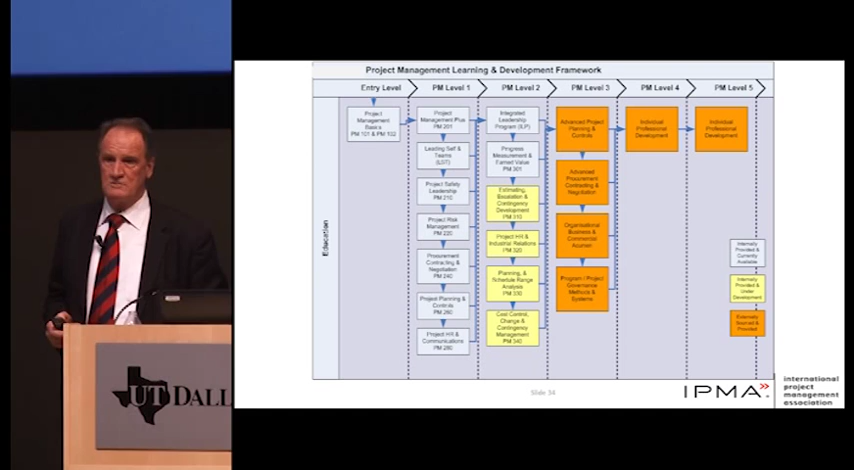 Project Management Learning & Development Framework
Entry Level
PM Level 1
PM Level 2
PM Level 3
PM Level 4
PM Level 5
Education
Project
Management
Basics
PM 101 & PM 102
Project
Management Plus
PM 201
Leading Self &
Teams
(LST)
Project Safety
Leadership
PM 210
Project Risk
Management
PM 220
Procurement
Contracting &
Negotiation
PM 240
Project Planning &
Controls
PM 260
Project HR &
Communications
PM 280
Integrated
Leadership
Program (ILP)
Progress
Measurement &
Earned Value
PM 301
Estimating,
Escalation &
Contingency
Development
PM 310
Project HR &
Industrial Relations
PM 320
Planning, &
Schedule Range
Analysis
PM 330
Cost Control,
Change &
Contingency
Management
PM 340
Advanced Project
Planning &
Controls
Advanced
Procurement
Contracting &
Negotiation
Organisational
Business &
Commercial
Acumen
Program / Project
Governance
Methods &
Systems
Individual
Professional
Development
Individual
Professional
Development
Internally
Provided &
Currently
Available
Internally
Provided & Under
Development
Externally
Sourced &
Provided
Slide 34
IPMA
international
project
management
association
UT DALL